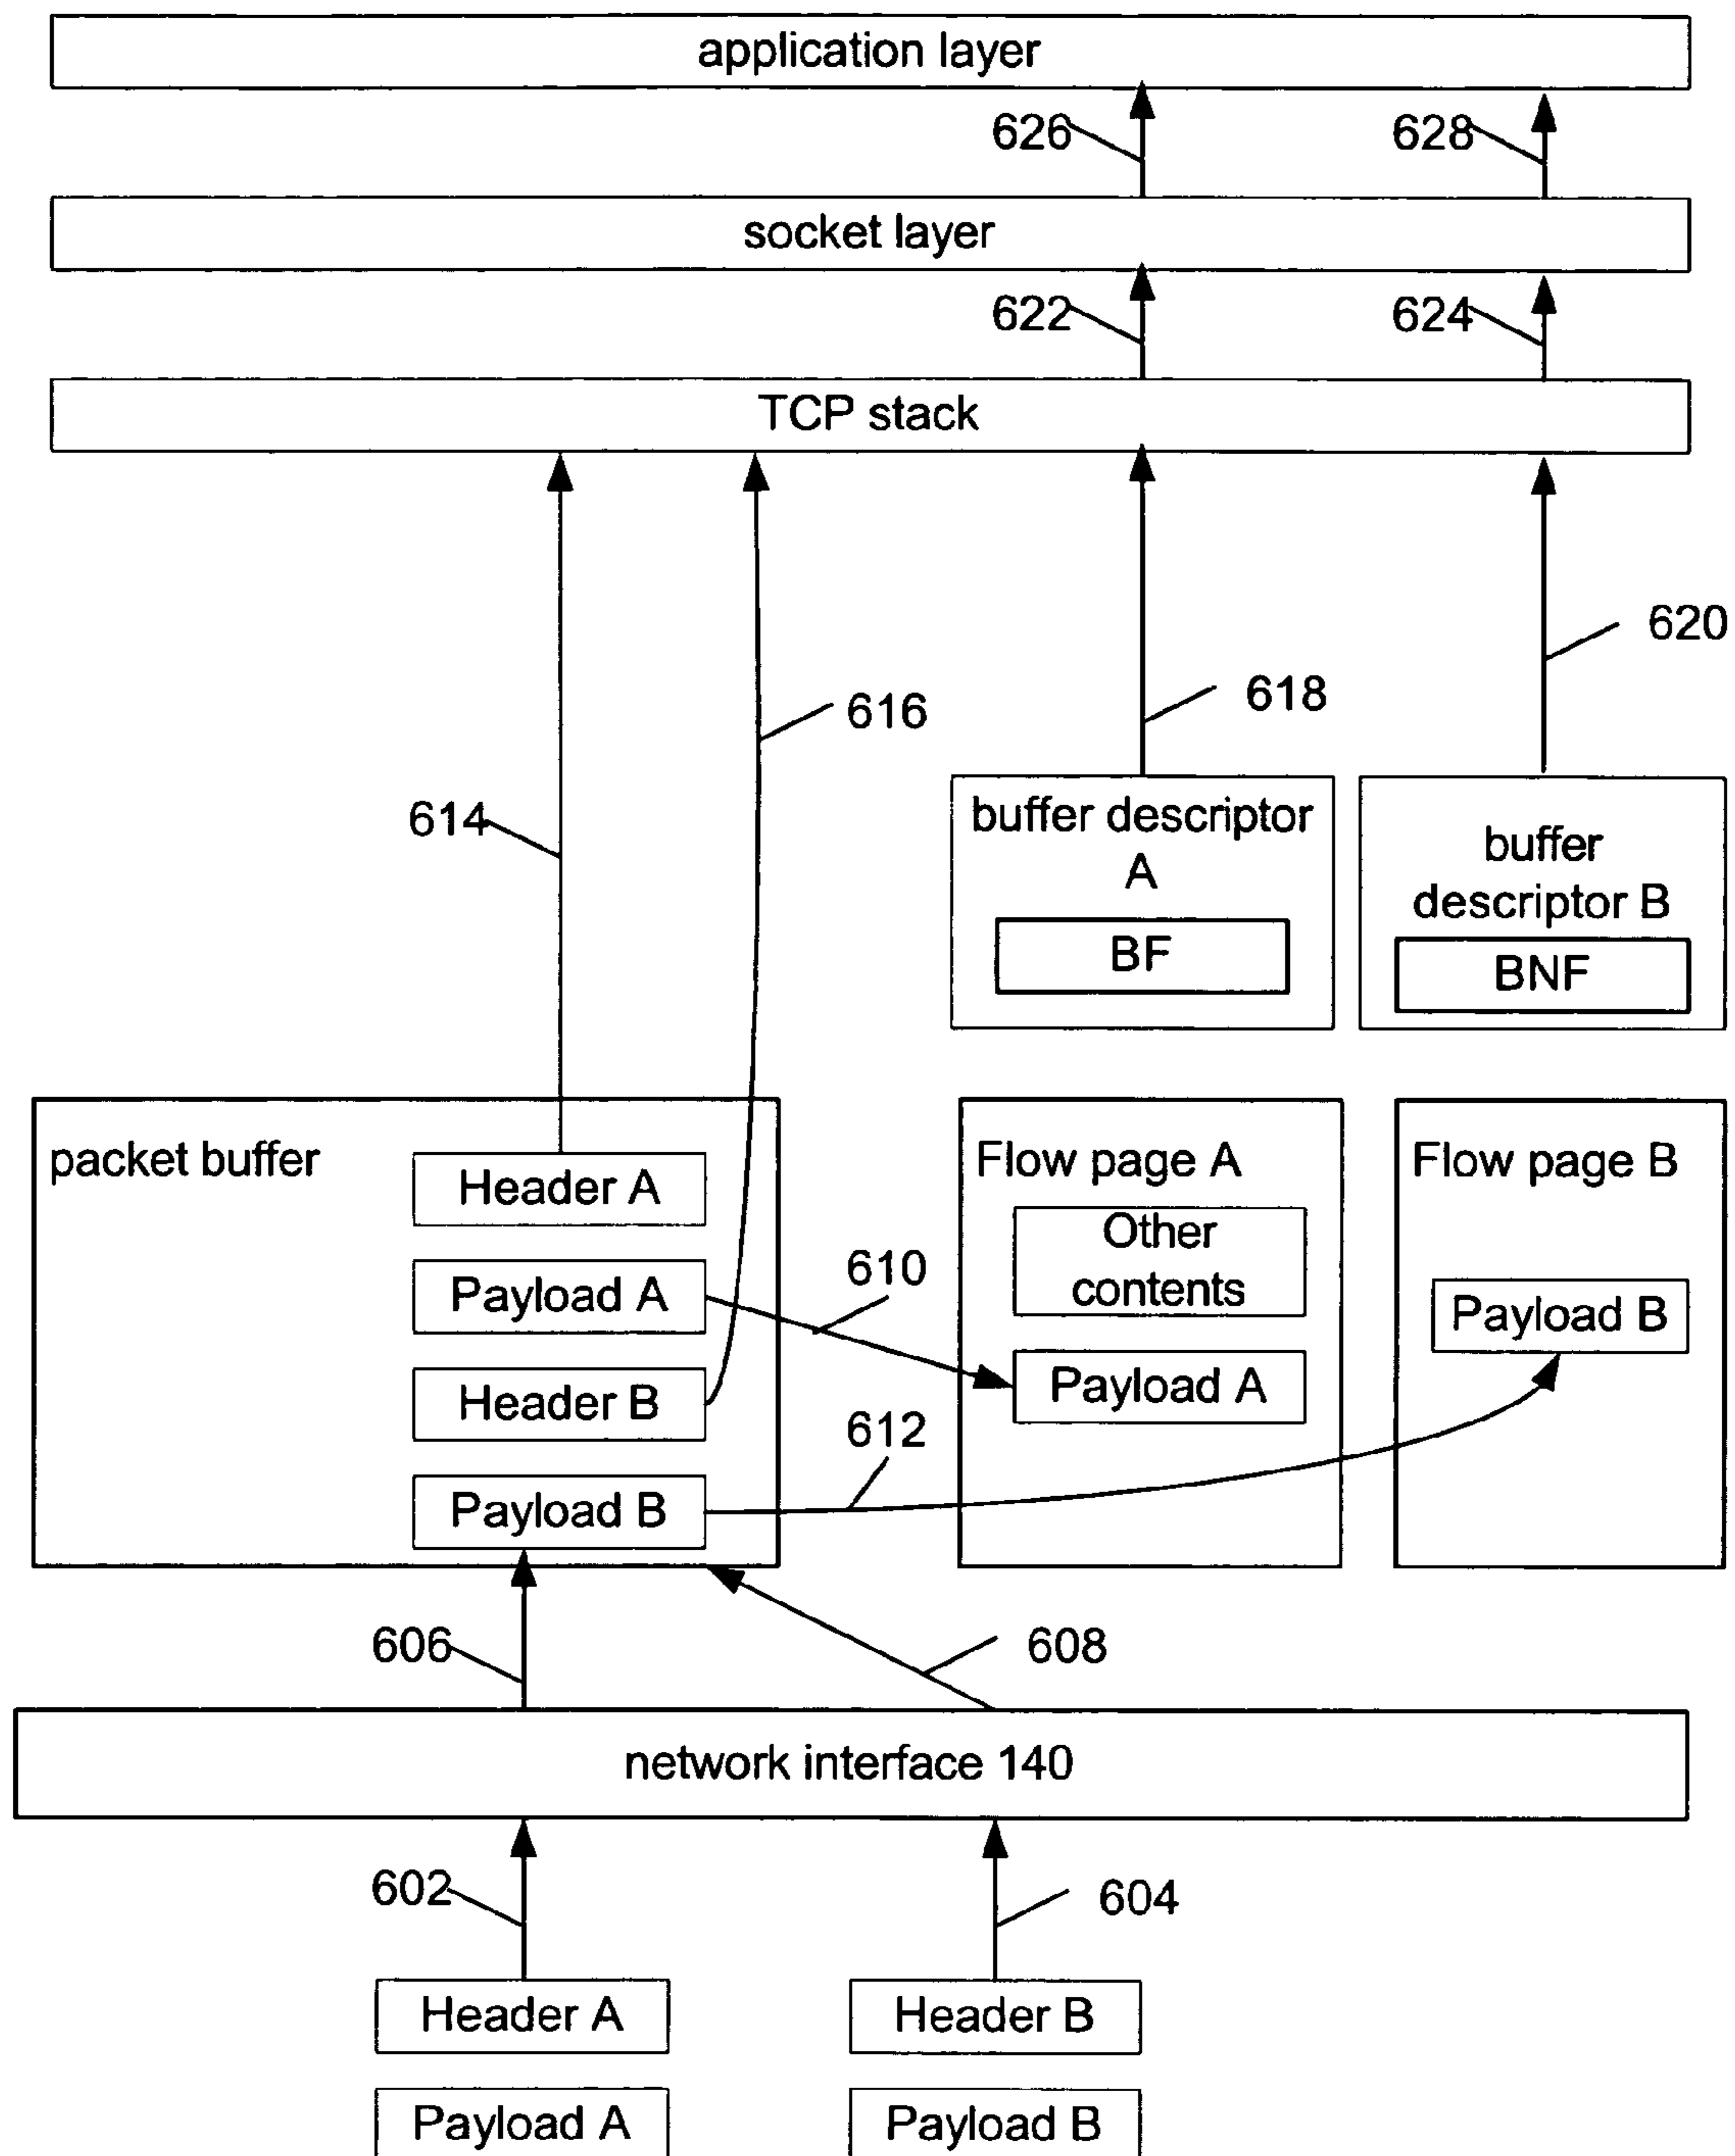 application layer
626
628
socket layer
622
624
TCP stack
620
618
616
614
buffer descriptor
A
BF
buffer
descriptor B
BNF
packet buffer
Header A
Payload A
Header B
Payload B
610
612
Flow page A
Other
contents
Payload A
Flow page B
Payload B
606
608
network interface 140
602
604
Header A
Header B
Payload A
Payload B